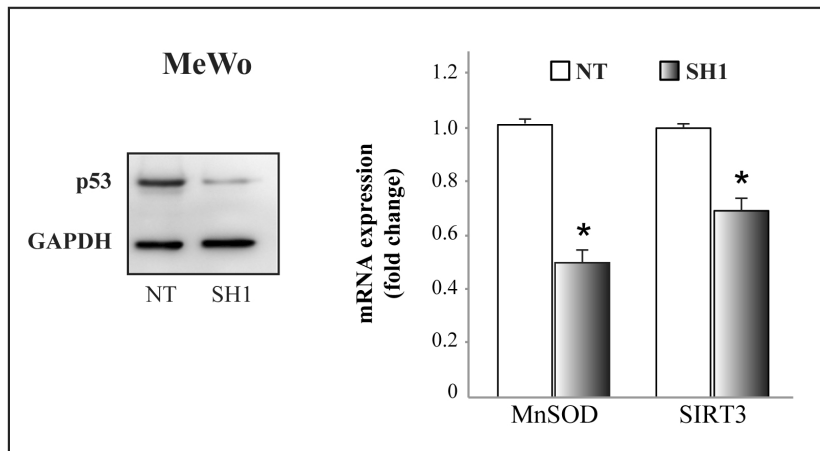 MeWo
p53
GAPDH
NT SH1
NT SH1
mRNA expression
(fold change)
1.2
1.0
0.8
0.6
0.4
0.2
0
*
*
MnSOD SIRT3